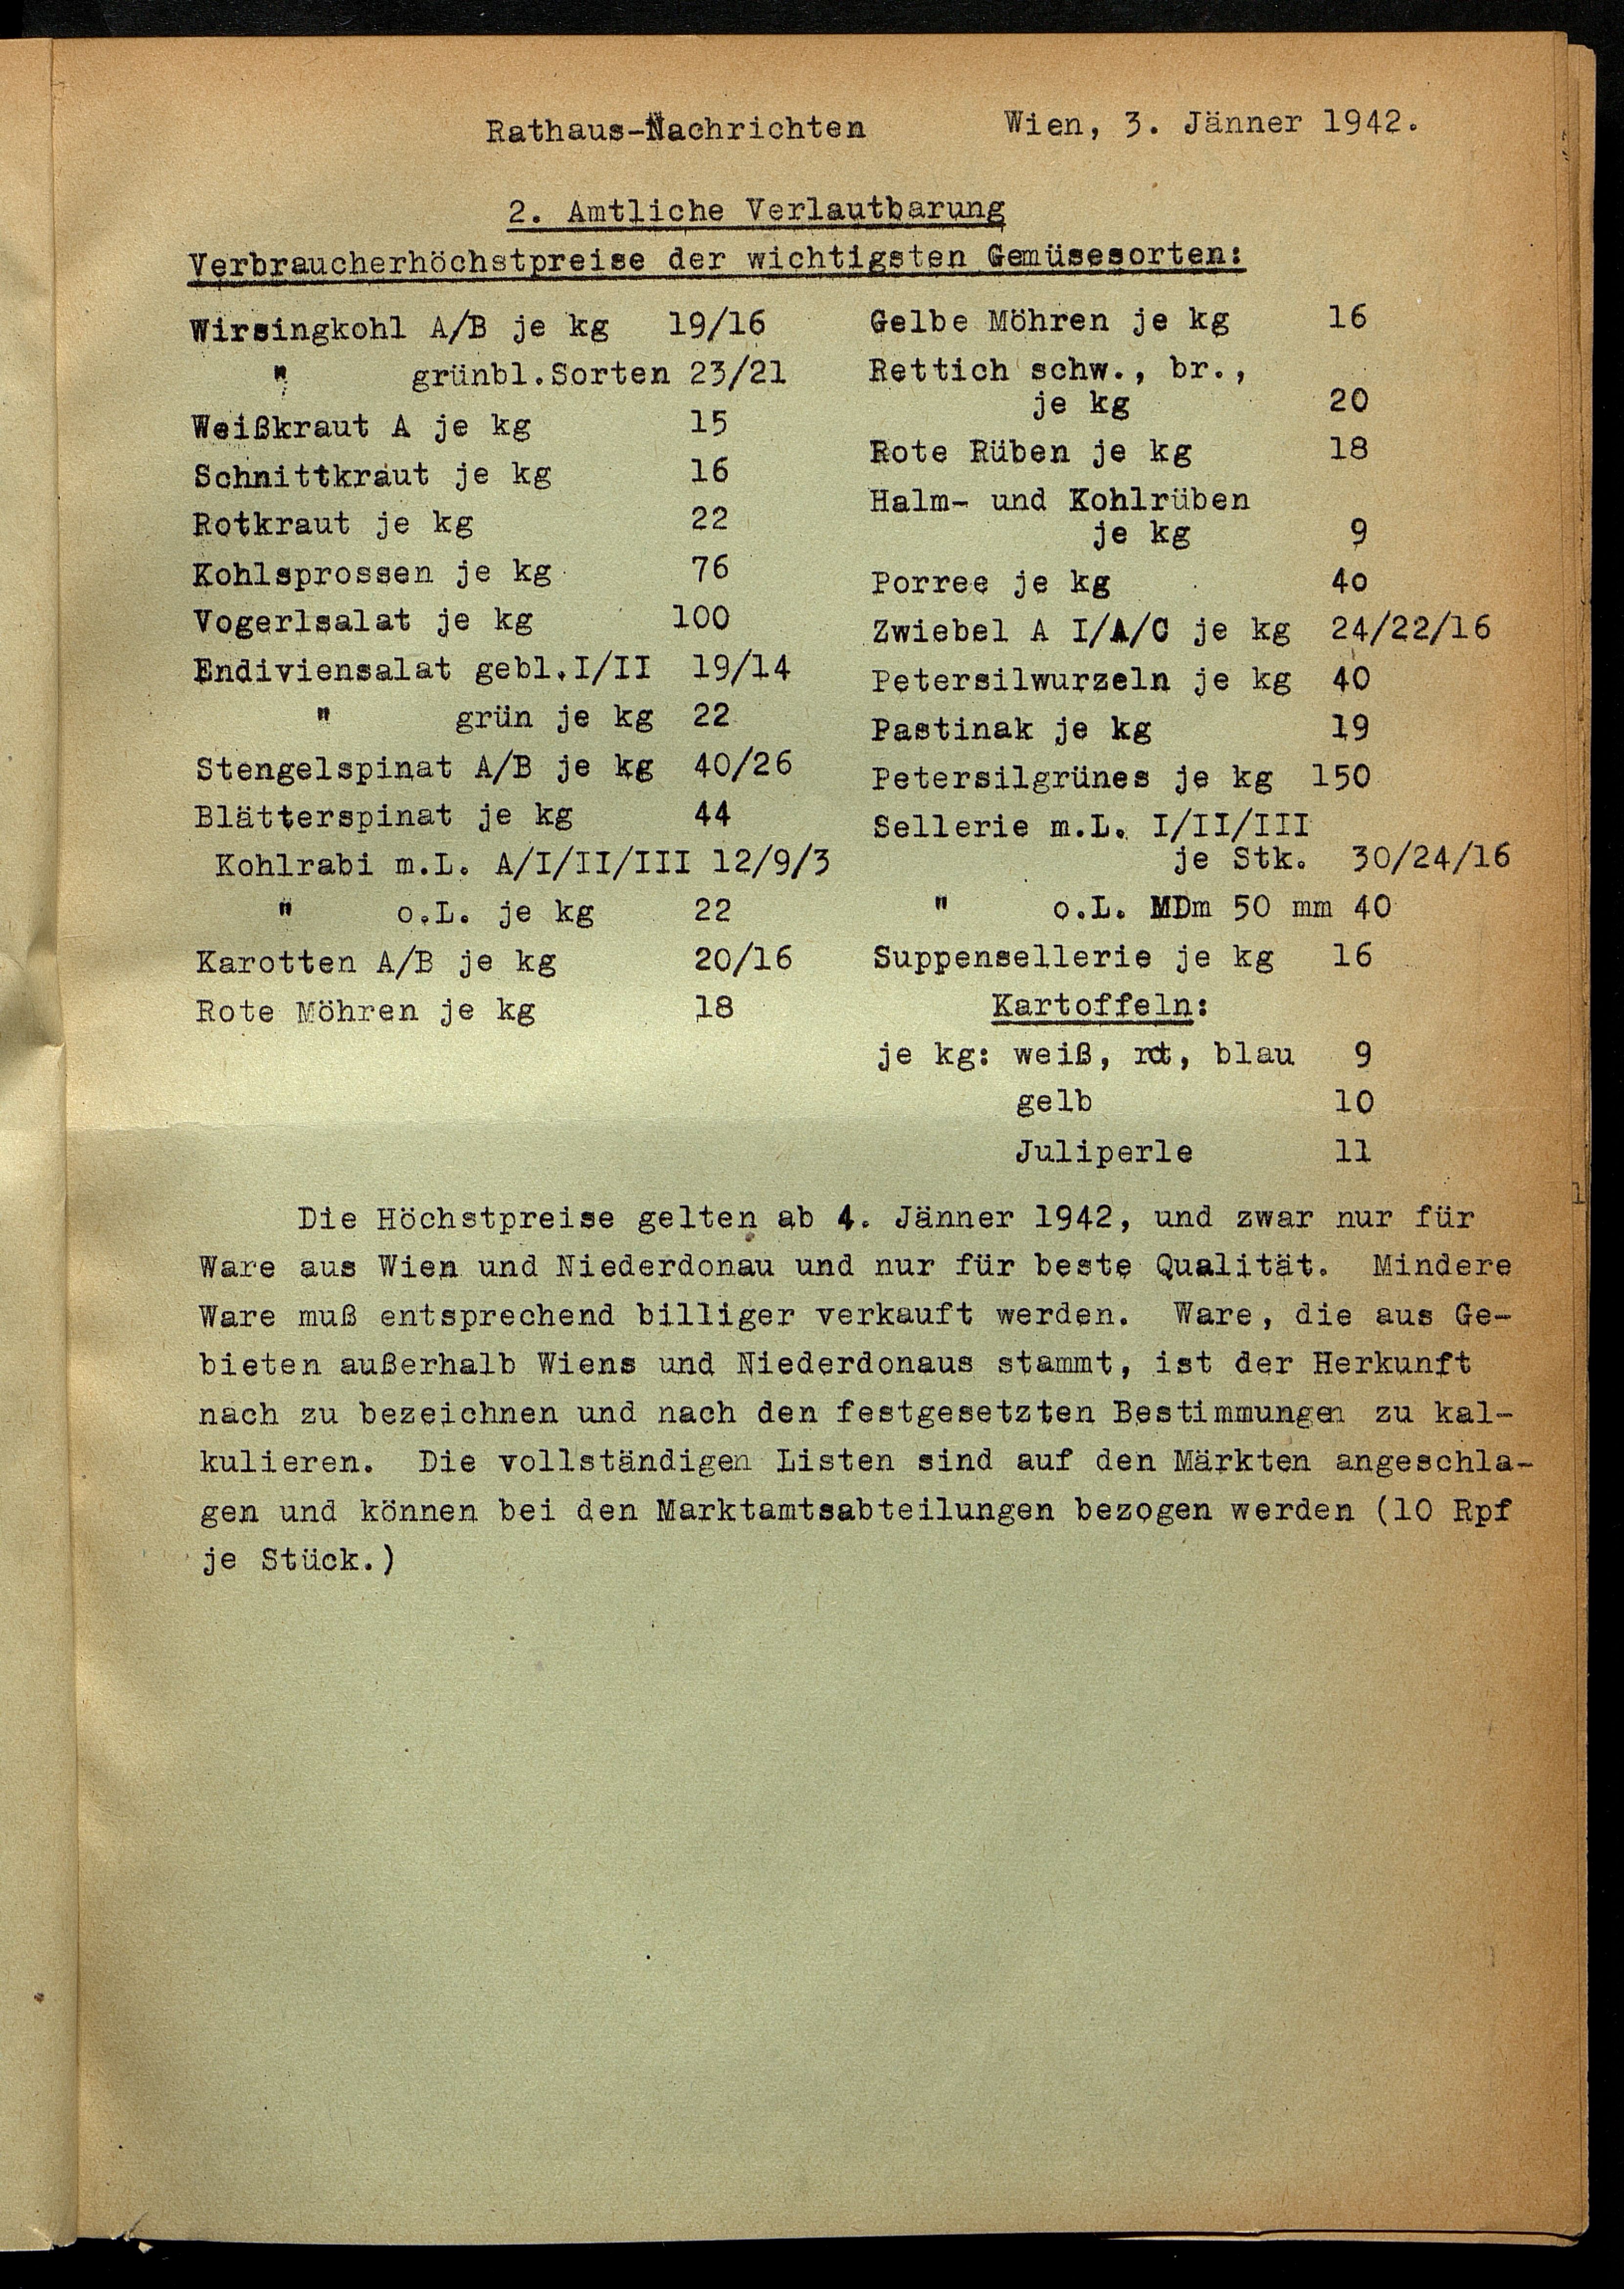 Rathaus-Nachrichten Wien, 3. Jänner 1942.
2. Amtliche Verlautbarung
Verbraucherhöchstpreise der wichtigsten Gemüsesorten:
Wirsingkohl A/B je kg 19/16
" grünbl.Sorten 23/21
Weißkraut A je kg 15
Schnittkraut je kg 16
Rotkraut je kg 22
Kohlsprossen je kg 76
Vogerlsalat je kg 100
Endiviensalat gebl.I/II 19/14
" grün je kg 22
Stengelspinat A/B je kg 40/26
Blätterspinat je kg 44
Kohlrabi m.L. A/I/II/III 12/9/3
" o.L. je kg 22
Karotten A/B je kg 20/16
Rote Möhren je kg 18
Gelbe Möhren je kg 16
Rettich schw., br.,
je kg 20
Rote Rüben je kg 18
Halm- und Kohlrüben
je kg 9
Porree je kg 4o
Zwiebel A I/A/C je kg 24/22/16
Petersilwurzeln je kg 40
Pastinak je kg 19
Petersilgrünes je kg 150
Sellerie m.L. I/II/III
je Stk. 30/24/16
" o.L. MDm 50 mm 40
Suppensellerie je kg 16
Kartoffeln:
je kg: weiß, rot, blau 9
gelb 10
Juliperle 11
Die Höchstpreise gelten ab 4. Jänner 1942, und zwar nur für
Ware aus Wien und Niederdonau und nur für beste Qualität. Mindere
Ware muß entsprechend billiger verkauft werden. Ware, die aus Ge-
bieten außerhalb Wiens und Niederdonaus stammt, ist der Herkunft
nach zu bezeichnen und nach den festgesetzten Bestimmungen zu kal-
kulieren. Die vollständigen Listen sind auf den Märkten angeschla-
gen und können bei den Marktamtsabteilungen bezogen werden (10 Rpf
je Stück.)